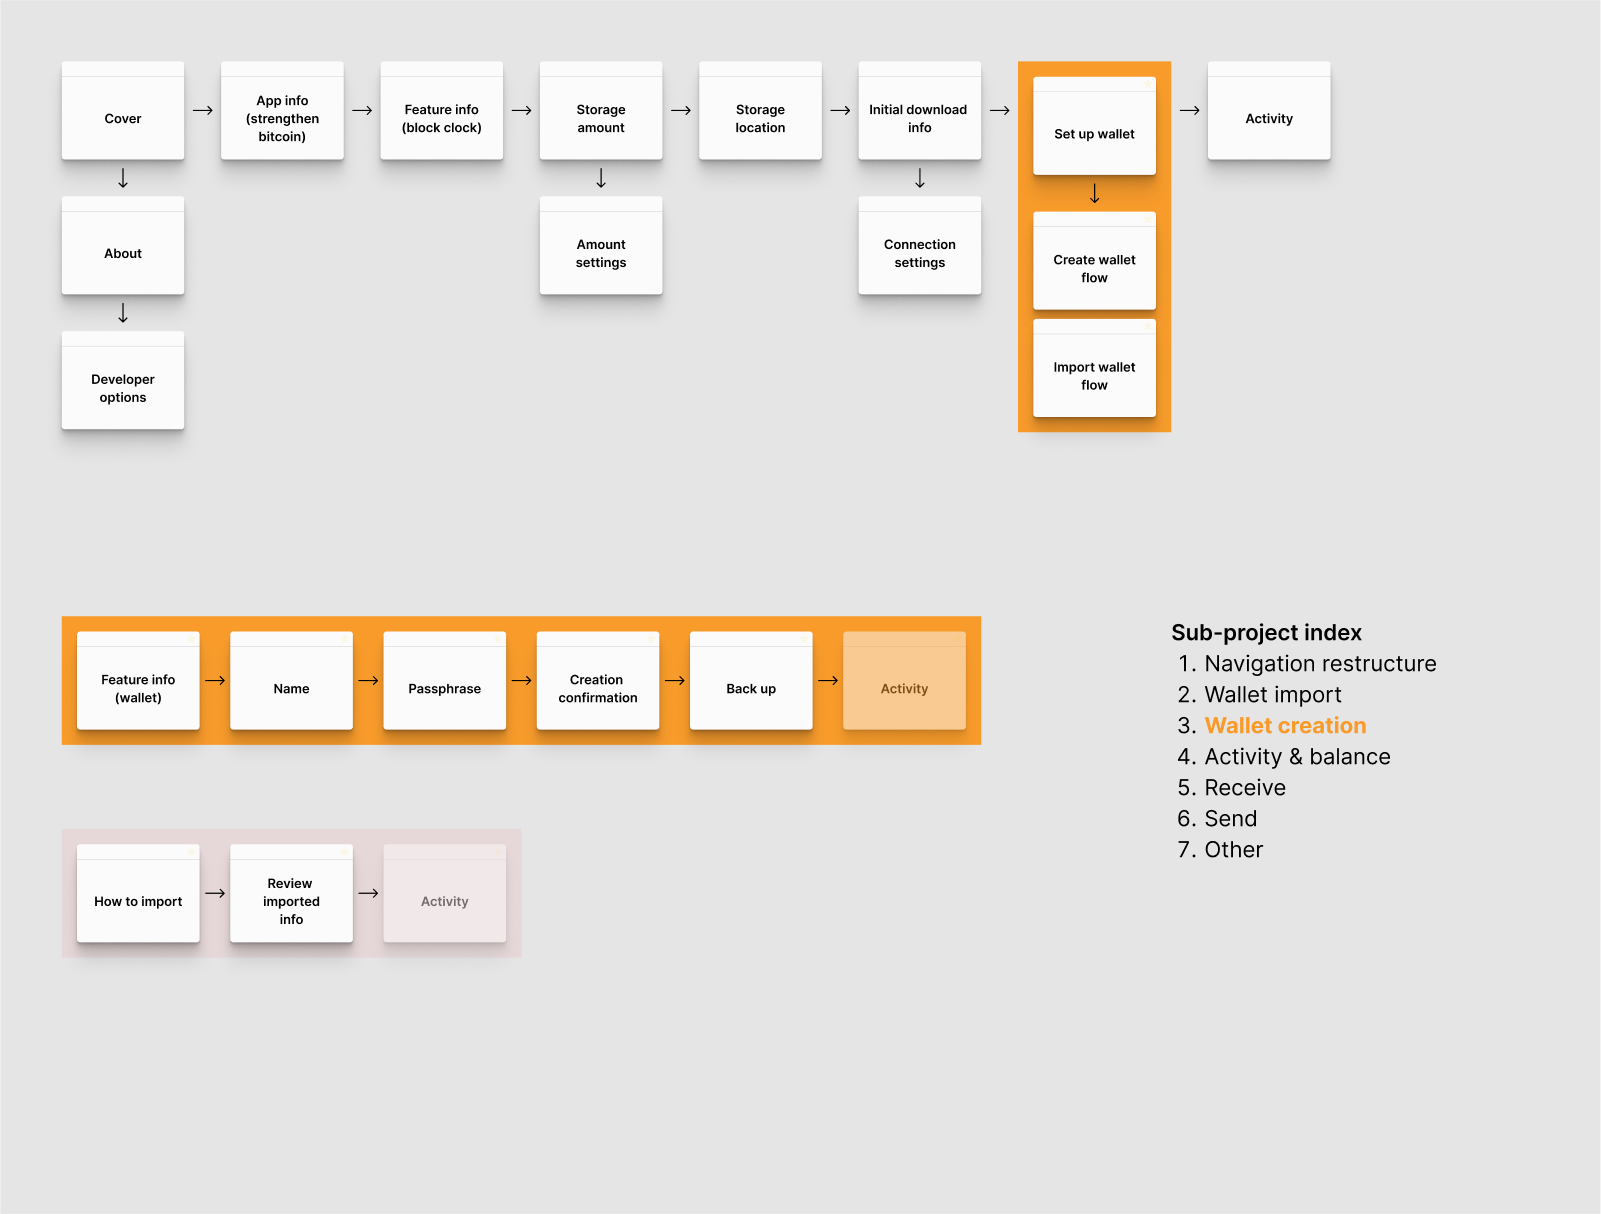 Cover
App info
(strengthen
bitcoin)
Feature info
(block clock)
Storage
amount
Storage
location
Initial download
info
Set up wallet
Activity
About
Amount
settings
Connection
settings
Create wallet
flow
Developer
options
Import wallet
flow
Feature info
(wallet)
Name
Passphrase
Creation
confirmation
Back up
Activity
How to import
Review
imported
info
Activity
Sub-project index
1. Navigation restructure
2. Wallet import
3. Wallet creation
4. Activity & balance
5. Receive
6. Send
7. Other